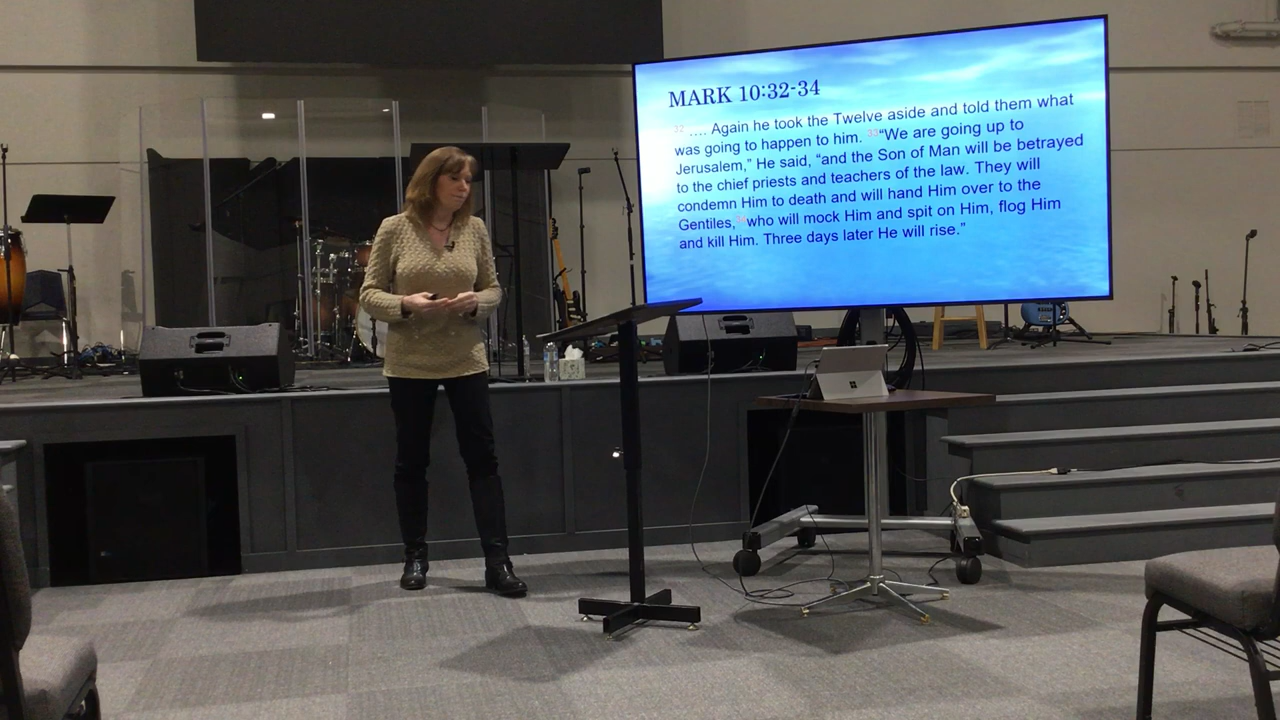 MARK 10:32-34
32 .... Again he took the Twelve aside and told them what
was going to happen to him. 33“We are going up to
Jerusalem,” He said, “and the Son of Man will be betrayed
to the chief priests and teachers of the law. They will
condemn Him to death and will hand Him over to the
Gentiles,34who will mock Him and spit on Him, flog Him
and kill Him. Three days later He will rise.”